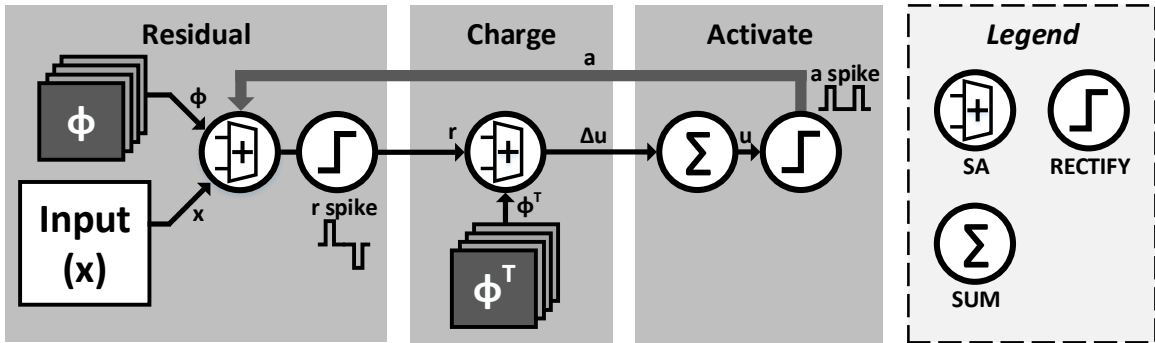 Residual
Charge
Activate
Legend
a
a spike
ϕ
ϕ
+
r
+
Δu
Σ
u
+
SA
RECTIFY
x
Input
(x)
r spike
ϕᵀ
ϕᵀ
Σ
SUM